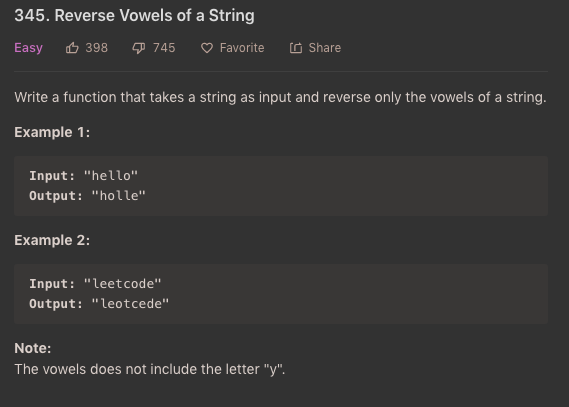 345. Reverse Vowels of a String
Easy 398 745 Favorite Share
Write a function that takes a string as input and reverse only the vowels of a string.
Example 1:
Input: "hello"
Output: "holle"
Example 2:
Input: "leetcode"
Output: "leotcede"
Note:
The vowels does not include the letter "y".